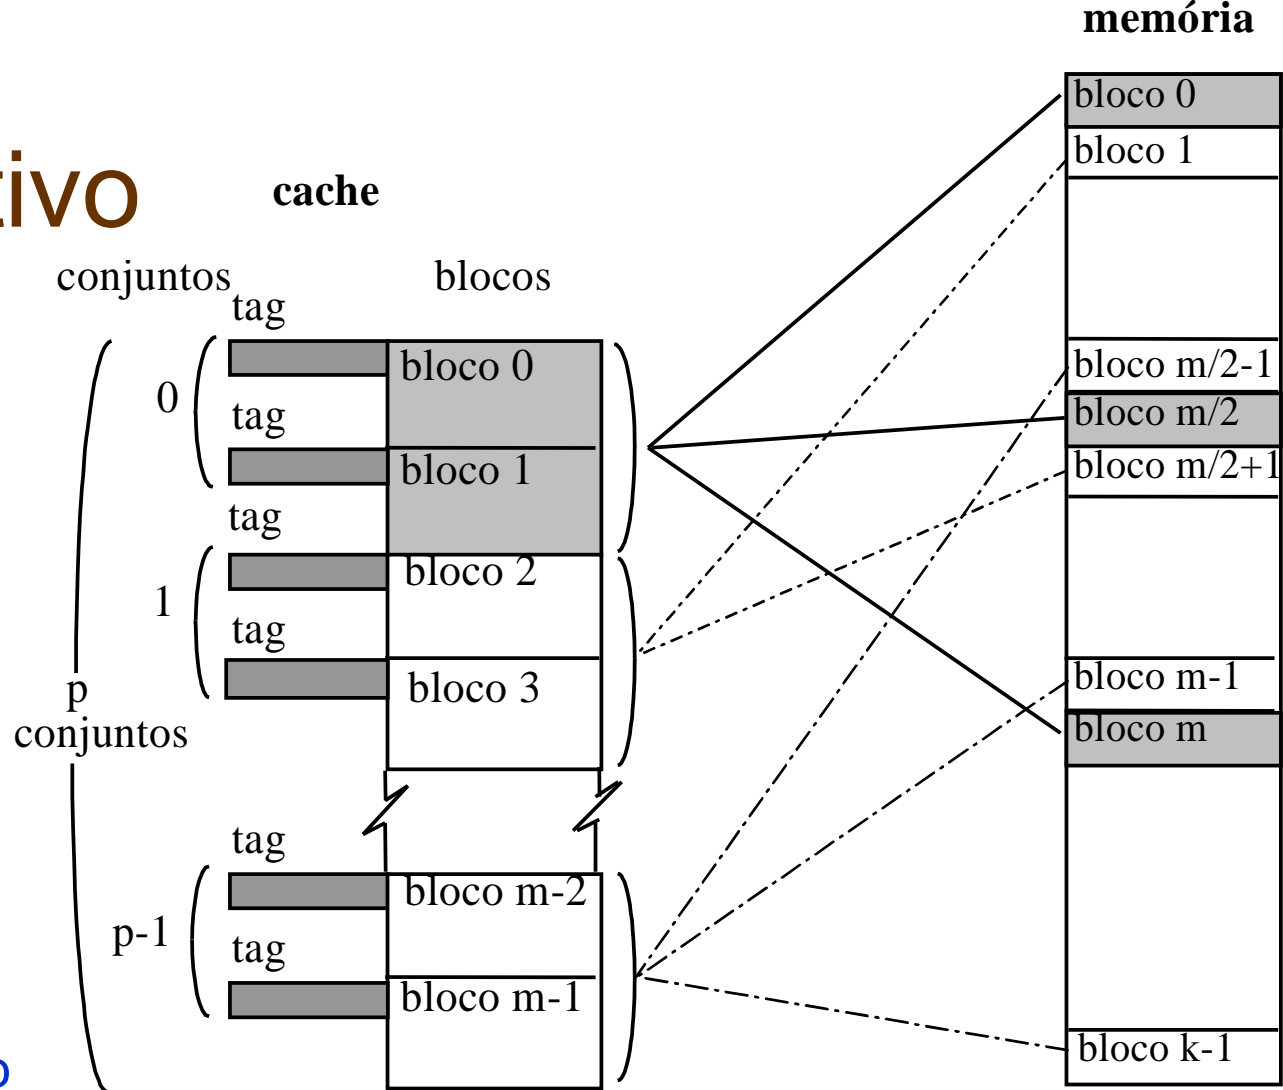 memória
tivo
cache
conjuntos
blocos
tag
bloco 0
0
tag
bloco 1
tag
bloco 2
1
tag
bloco 3
p
conjuntos
tag
bloco m-2
p-1
tag
bloco m-1
o
bloco 0
bloco 1
bloco m/2-1
bloco m/2
bloco m/2+1
bloco m-1
bloco m
bloco k-1